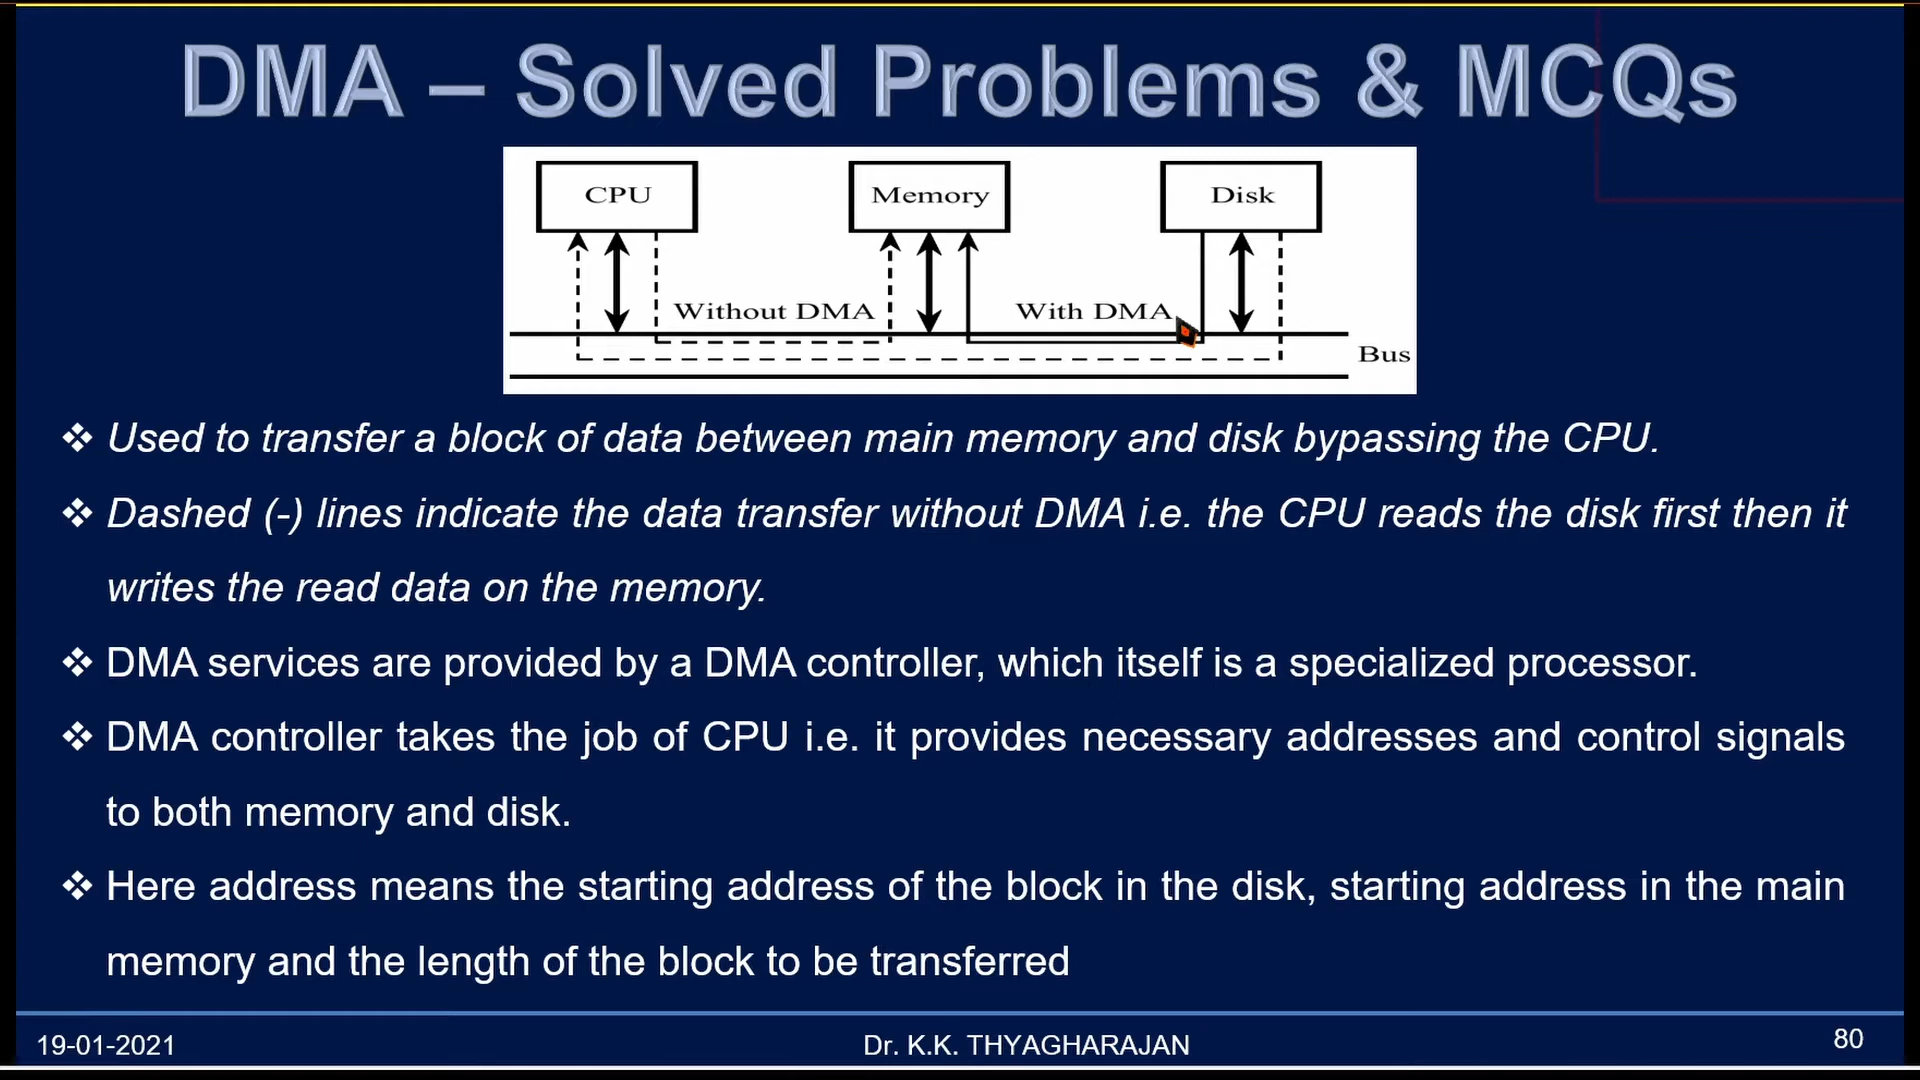 DMA – Solved Problems & MCQs
CPU Memory Disk
Without DMA With DMA
Bus
❖ Used to transfer a block of data between main memory and disk bypassing the CPU.
❖ Dashed (-) lines indicate the data transfer without DMA i.e. the CPU reads the disk first then it
writes the read data on the memory.
❖ DMA services are provided by a DMA controller, which itself is a specialized processor.
❖ DMA controller takes the job of CPU i.e. it provides necessary addresses and control signals
to both memory and disk.
❖ Here address means the starting address of the block in the disk, starting address in the main
memory and the length of the block to be transferred
19-01-2021 Dr. K.K. THYAGHARAJAN 80